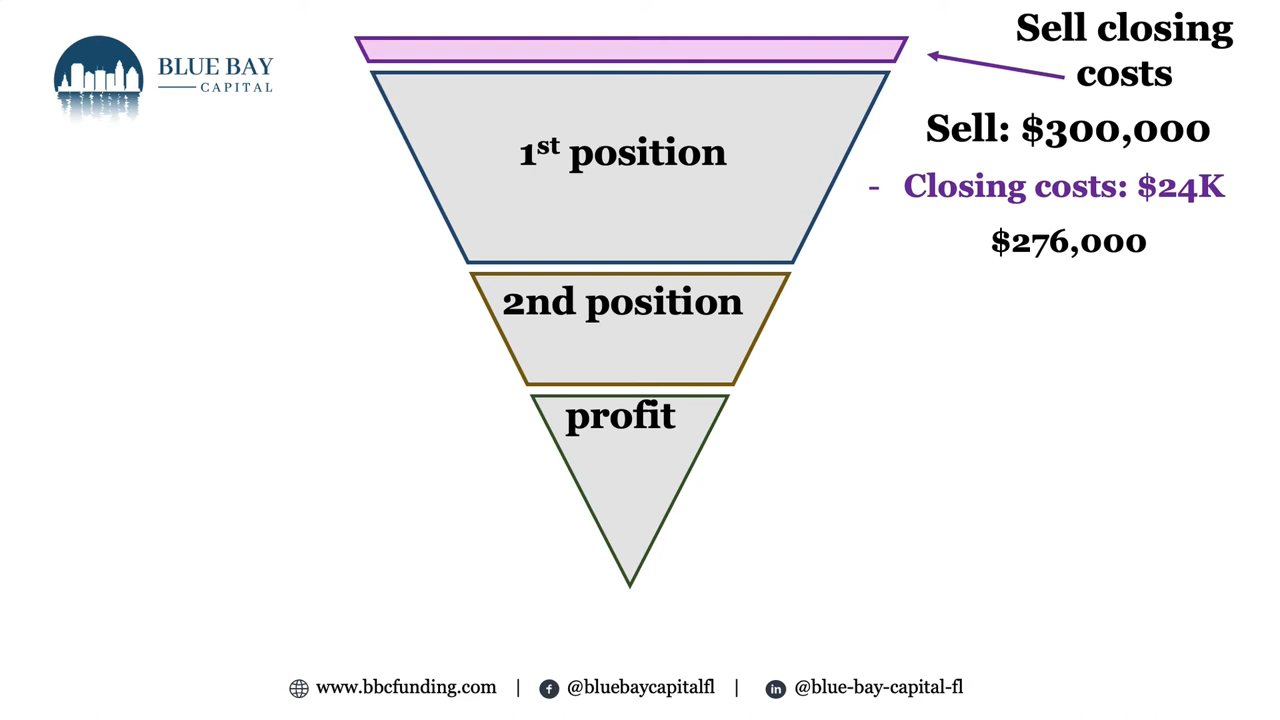 BLUE BAY
CAPITAL
Sell closing
costs
Sell: $300,000
- Closing costs: $24K
$276,000
1st position
2nd position
profit
www.bbcfunding.com | @bluebaycapitalfl | @blue-bay-capital-fl